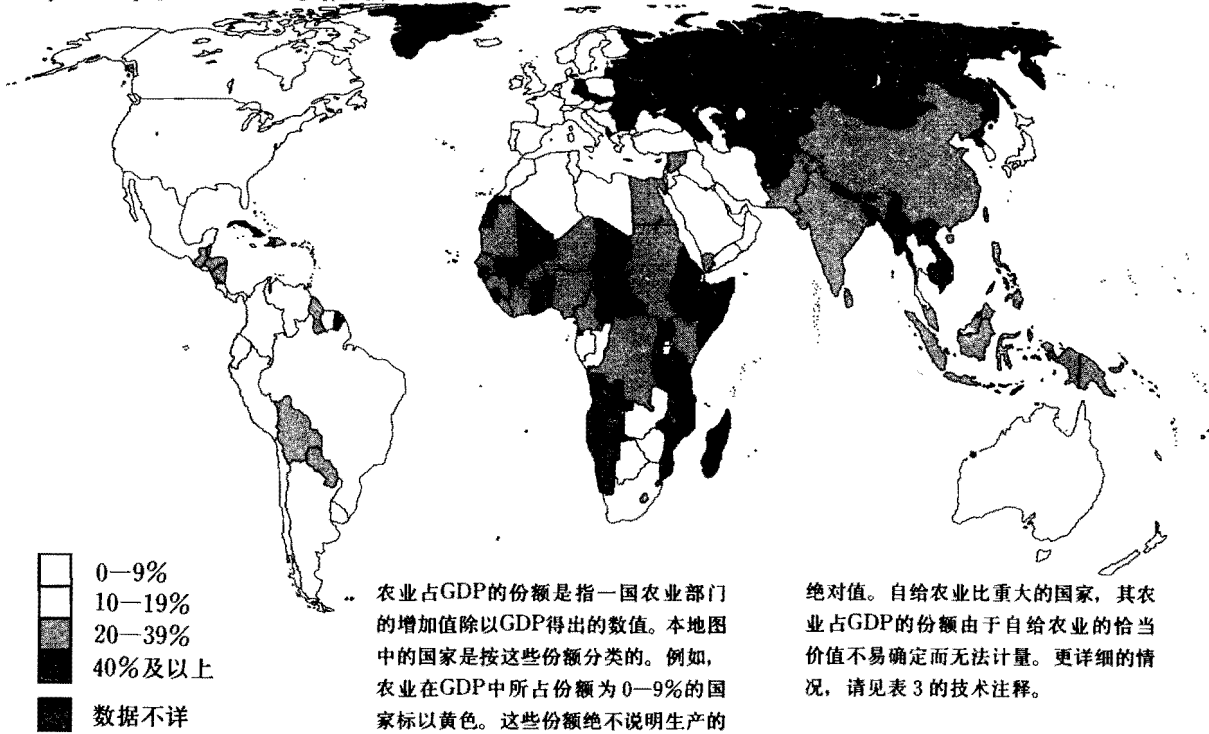 0—9%
10—19%
20—39%
40%及以上
数据不详
农业占GDP的份额是指一国农业部门
的增加值除以GDP得出的数值。本地图
中的国家是按这些份额分类的。例如,
农业在GDP中所占份额为0—9%的国
家标以黄色。这些份额绝不说明生产的
绝对值。自给农业比重大的国家，其农
业占GDP的份额由于自给农业的恰当
价值不易确定而无法计量。更详细的情
况，请见表3的技术注释。